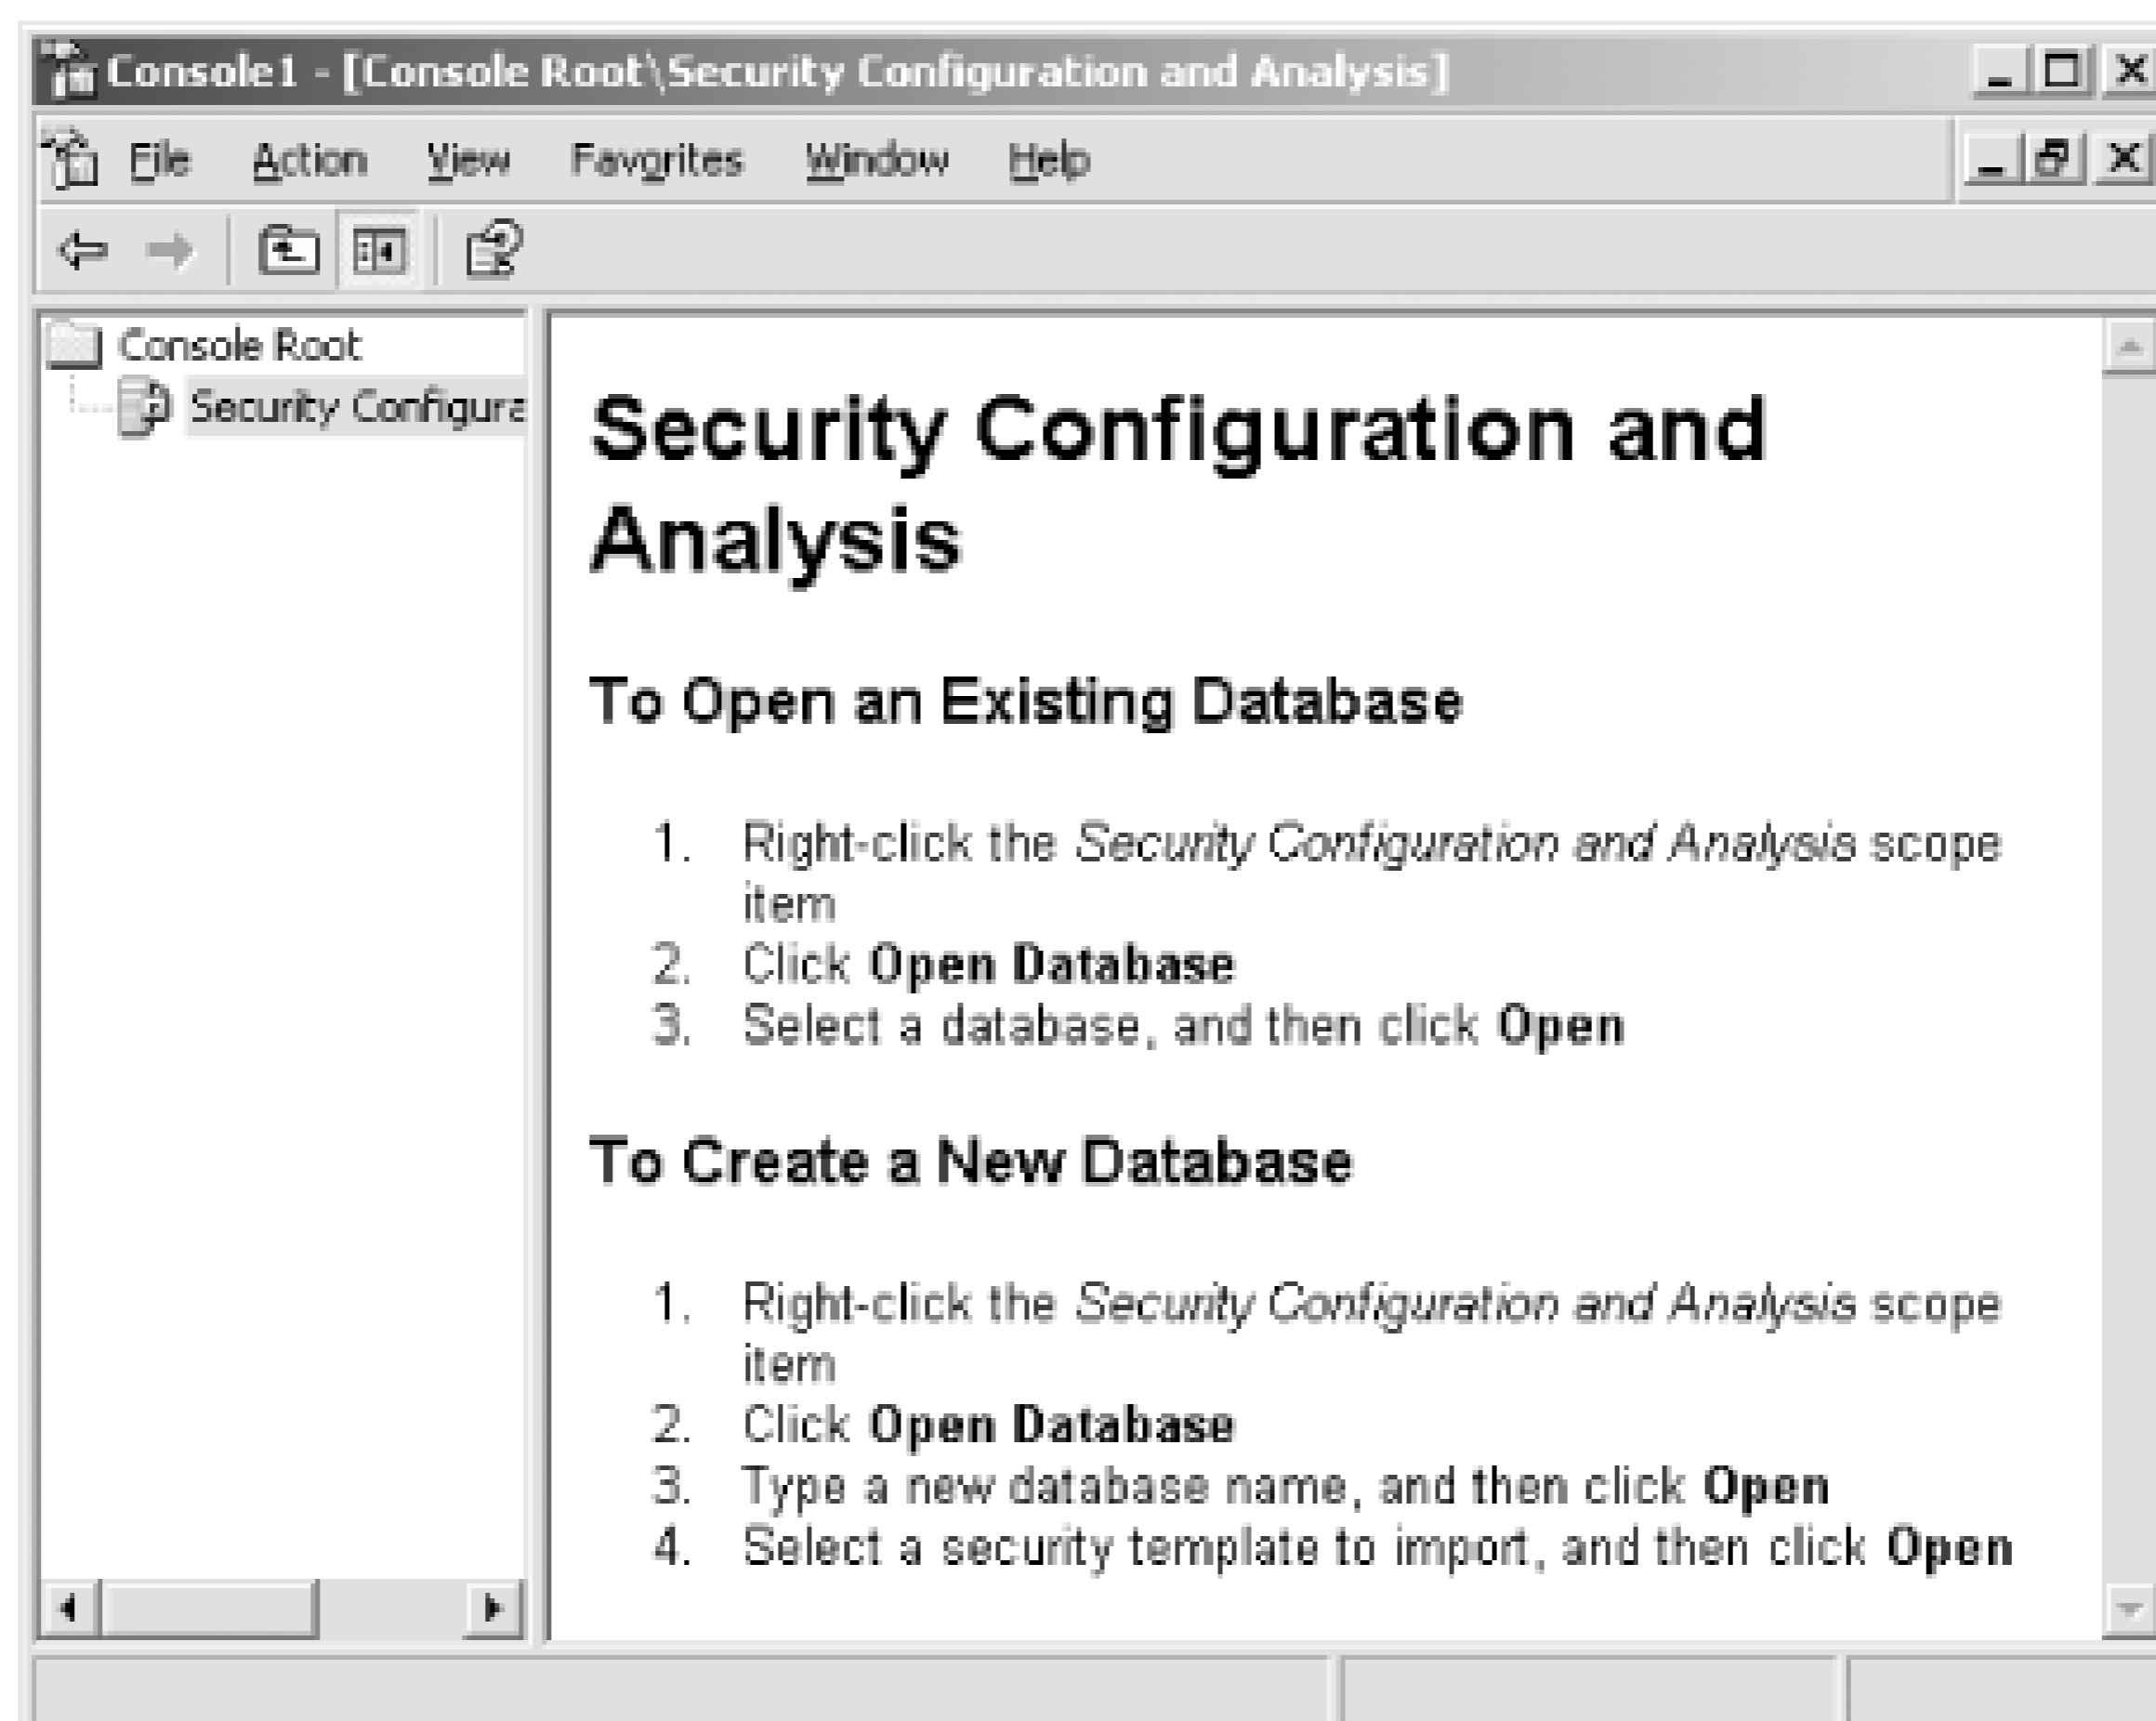 Console1 - [Console Root\Security Configuration and Analysis]
File Action View Favorites Window Help
Console Root
Security Configura
Security Configuration and
Analysis
To Open an Existing Database
1. Right-click the Security Configuration and Analysis scope
item
2. Click Open Database
3. Select a database, and then click Open
To Create a New Database
1. Right-click the Security Configuration and Analysis scope
item
2. Click Open Database
3. Type a new database name, and then click Open
4. Select a security template to import, and then click Open